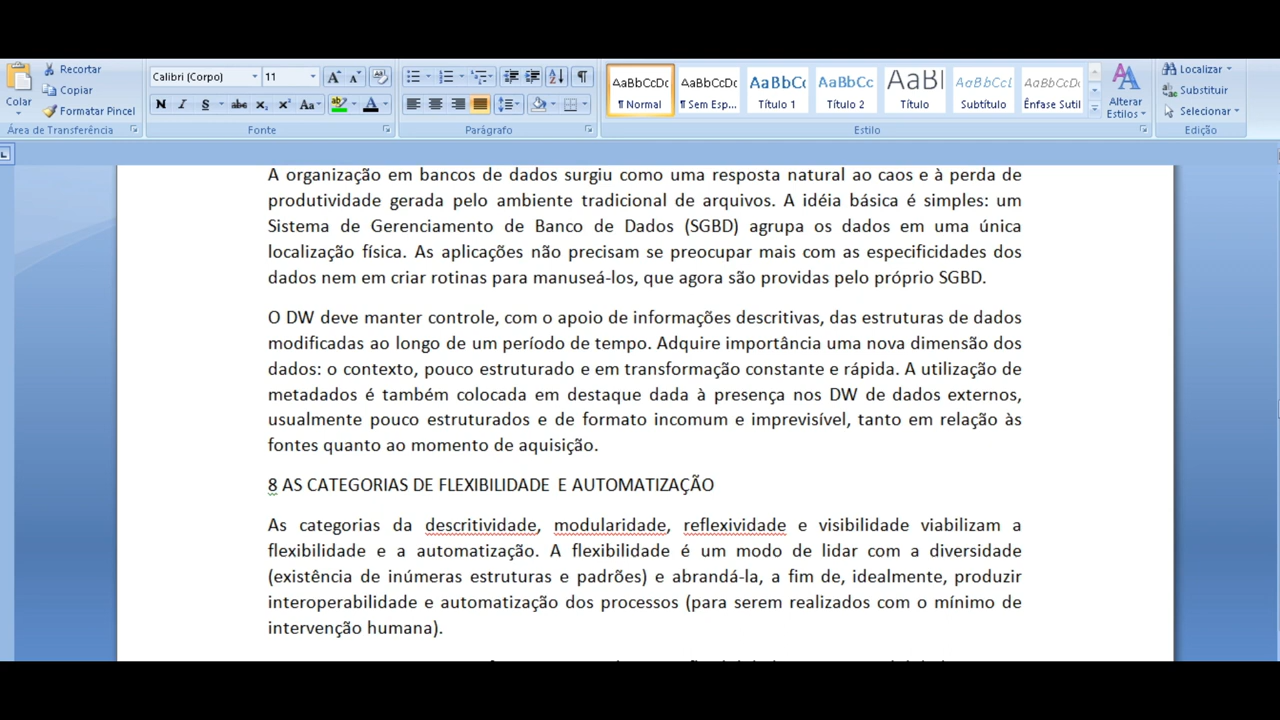 Recortar
Copiar
Formatar Pincel
Colar
Área de Transferência
Calibri (Corpo)
11
N I S abc x₂ x² Aa
Fonte
Parágrafo
AaBbCcDc AaBbCcDc AaBbC AaBbCc AaBl AaBbCcL AaBbCcDc
¶ Normal ¶ Sem Esp... Título 1 Título 2 Título Subtítulo Ênfase Sutil
Alterar
Estilos
Estilo
Localizar
Substituir
Selecionar
Edição
A organização em bancos de dados surgiu como uma resposta natural ao caos e à perda de
produtividade gerada pelo ambiente tradicional de arquivos. A idéia básica é simples: um
Sistema de Gerenciamento de Banco de Dados (SGBD) agrupa os dados em uma única
localização física. As aplicações não precisam se preocupar mais com as especificidades dos
dados nem em criar rotinas para manuseá-los, que agora são providas pelo próprio SGBD.
O DW deve manter controle, com o apoio de informações descritivas, das estruturas de dados
modificadas ao longo de um período de tempo. Adquire importância uma nova dimensão dos
dados: o contexto, pouco estruturado e em transformação constante e rápida. A utilização de
metadados é também colocada em destaque dada à presença nos DW de dados externos,
usualmente pouco estruturados e de formato incomum e imprevisível, tanto em relação às
fontes quanto ao momento de aquisição.
8 AS CATEGORIAS DE FLEXIBILIDADE E AUTOMATIZAÇÃO
As categorias da descritividade, modularidade, reflexividade e visibilidade viabilizam a
flexibilidade e a automatização. A flexibilidade é um modo de lidar com a diversidade
(existência de inúmeras estruturas e padrões) e abrandá-la, a fim de, idealmente, produzir
interoperabilidade e automatização dos processos (para serem realizados com o mínimo de
intervenção humana).